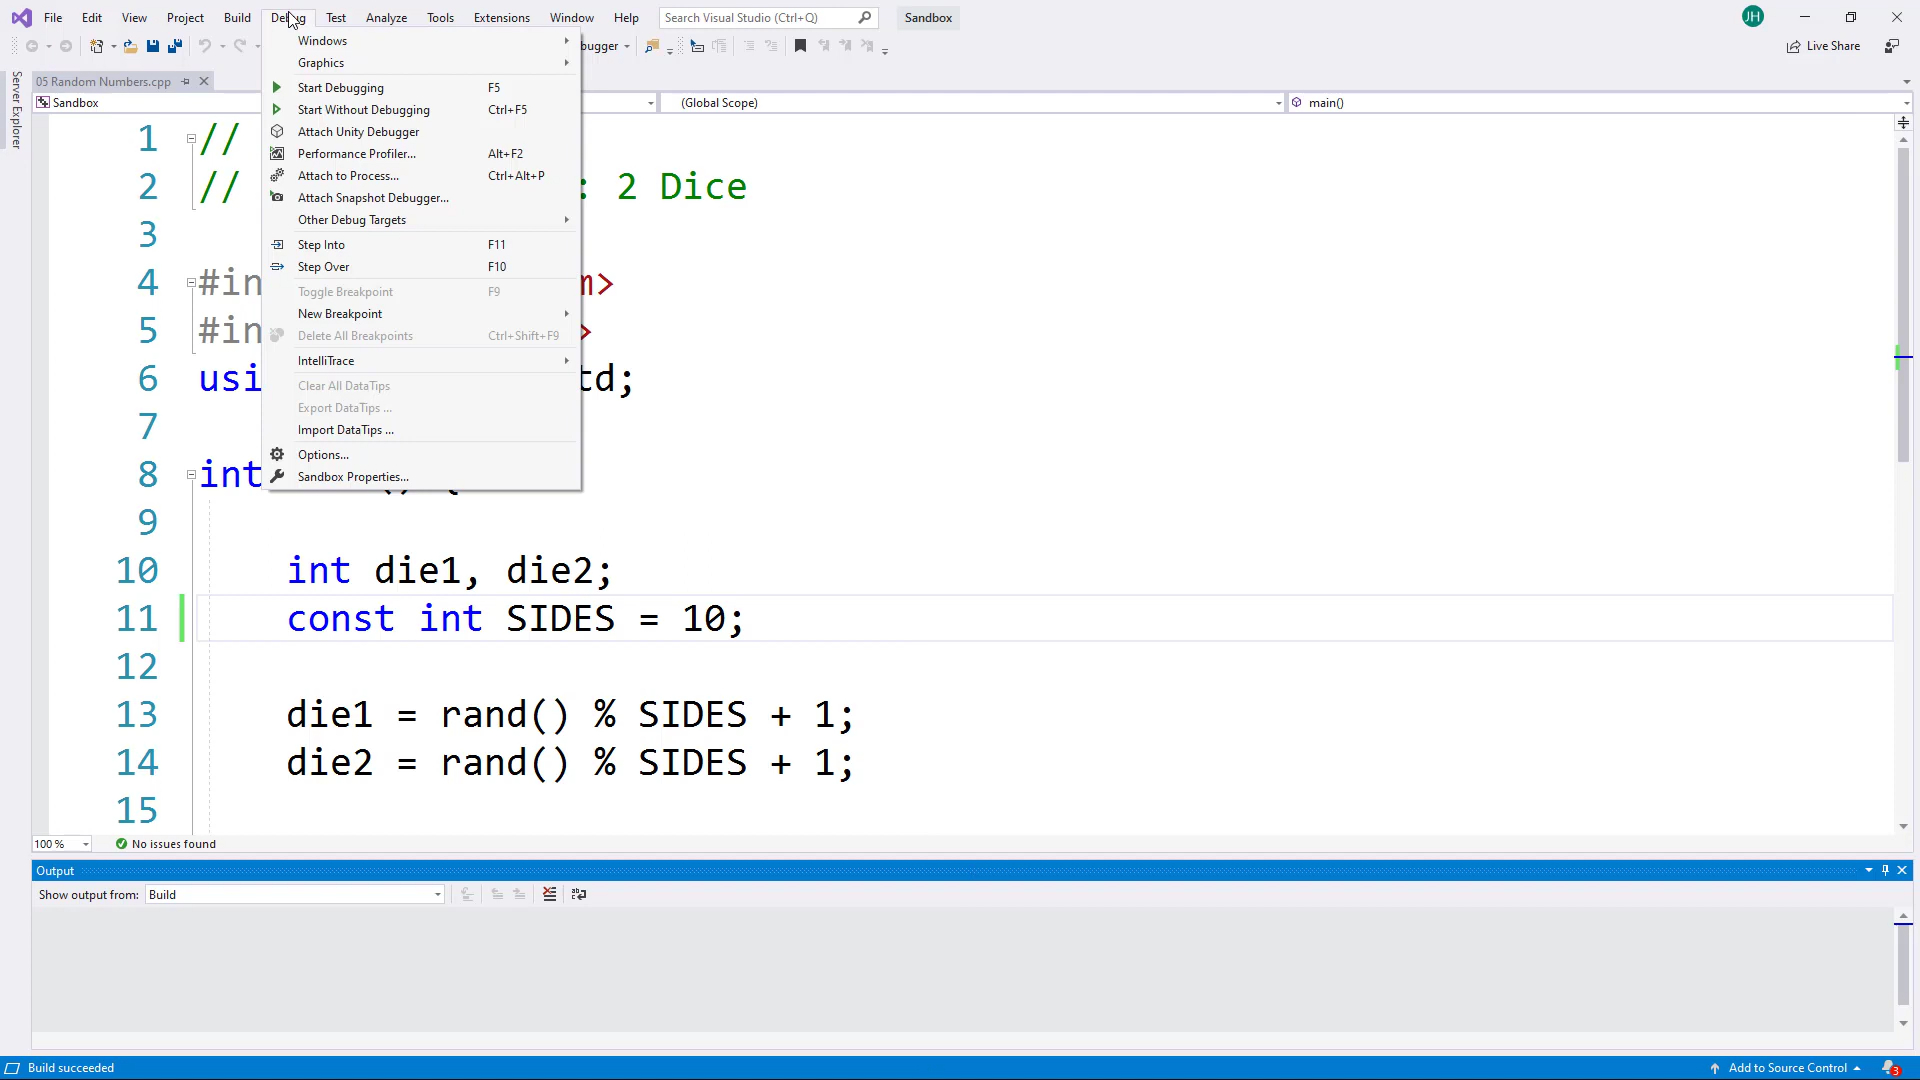 File Edit View Project Build Debug Test Analyze Tools Extensions Window Help Search Visual Studio (Ctrl+Q) Sandbox JH
bugger Live Share
Server Explorer
05 Random Numbers.cpp
Sandbox (Global Scope) main()
Windows
Graphics
Start Debugging F5
Start Without Debugging Ctrl+F5
Attach Unity Debugger
Performance Profiler... Alt+F2
Attach to Process... Ctrl+Alt+P
Attach Snapshot Debugger...
Other Debug Targets
Step Into F11
Step Over F10
Toggle Breakpoint F9
New Breakpoint
Delete All Breakpoints Ctrl+Shift+F9
IntelliTrace
Clear All DataTips
Export DataTips ...
Import DataTips ...
Options...
Sandbox Properties...
1 //
2 // : 2 Dice
3
4 #in m>
5 #in >
6 usi td;
7
8 int
9
10 int die1, die2;
11 const int SIDES = 10;
12
13 die1 = rand() % SIDES + 1;
14 die2 = rand() % SIDES + 1;
15
100 % No issues found
Output
Show output from: Build
Build succeeded Add to Source Control 3